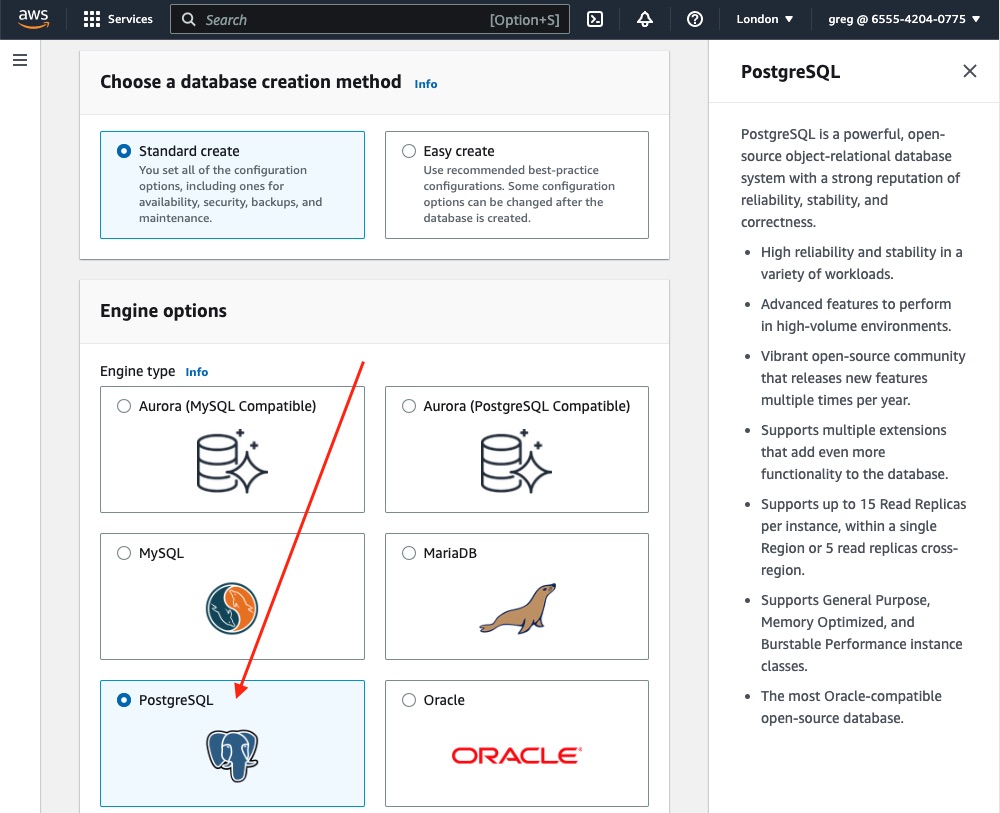 aws
Services
Search
[Option+S]
London
greg @ 6555-4204-0775
Choose a database creation method Info
Standard create
You set all of the configuration
options, including ones for
availability, security, backups, and
maintenance.
Easy create
Use recommended best-practice
configurations. Some configuration
options can be changed after the
database is created.
Engine options
Engine type Info
Aurora (MySQL Compatible)
Aurora (PostgreSQL Compatible)
MySQL
MariaDB
PostgreSQL
Oracle
ORACLE
PostgreSQL
PostgreSQL is a powerful, open-
source object-relational database
system with a strong reputation of
reliability, stability, and
correctness.
• High reliability and stability in a
variety of workloads.
• Advanced features to perform
in high-volume environments.
• Vibrant open-source community
that releases new features
multiple times per year.
• Supports multiple extensions
that add even more
functionality to the database.
• Supports up to 15 Read Replicas
per instance, within a single
Region or 5 read replicas cross-
region.
• Supports General Purpose,
Memory Optimized, and
Burstable Performance instance
classes.
• The most Oracle-compatible
open-source database.